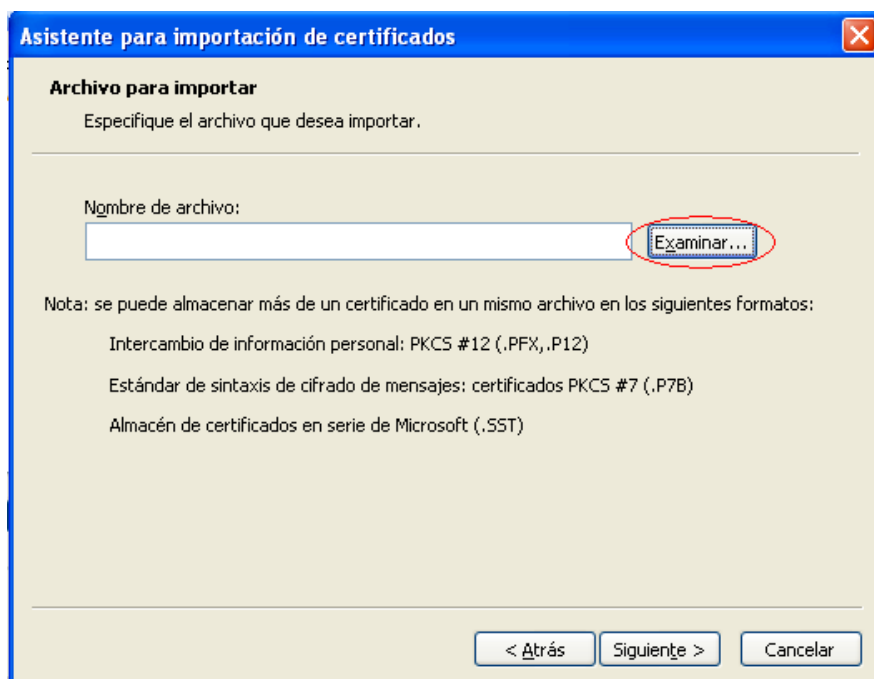 Asistente para importación de certificados
Archivo para importar
Especifique el archivo que desea importar.
Nombre de archivo:
Examinar...
Nota: se puede almacenar más de un certificado en un mismo archivo en los siguientes formatos:
Intercambio de información personal: PKCS #12 (.PFX,.P12)
Estándar de sintaxis de cifrado de mensajes: certificados PKCS #7 (.P7B)
Almacén de certificados en serie de Microsoft (.SST)
< Atrás Siguiente > Cancelar